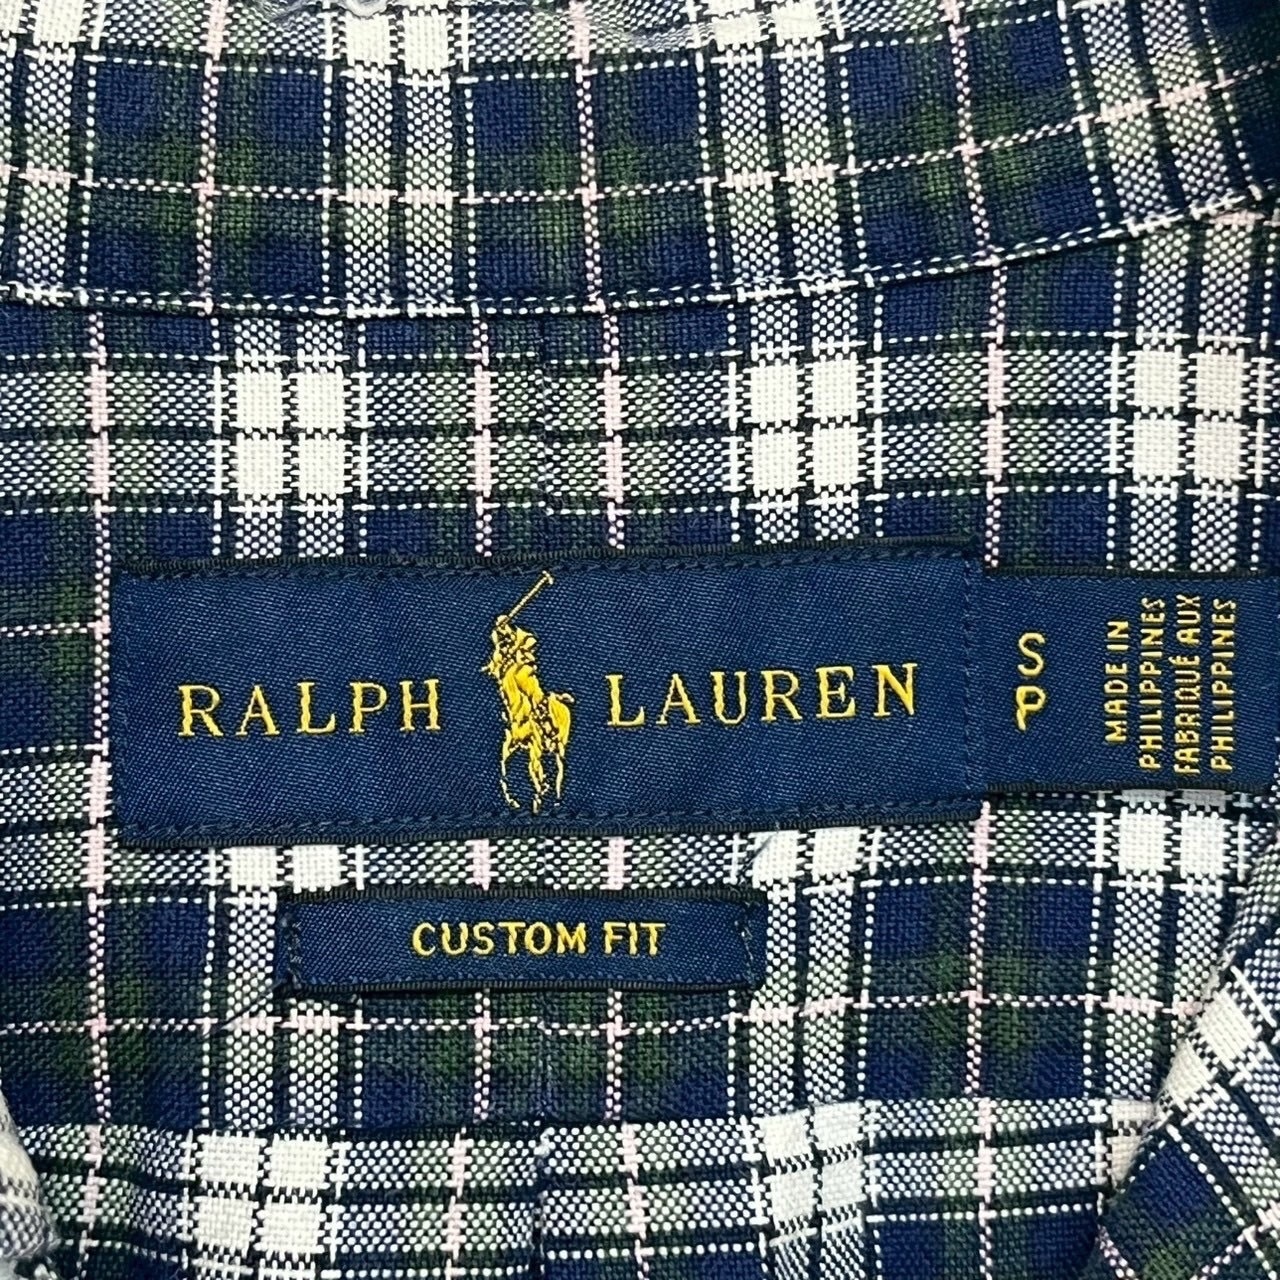 RALPH LAUREN
S
P
MADE IN
PHILIPPINES
FABRIQUÉ AUX
PHILIPPINES
CUSTOM FIT